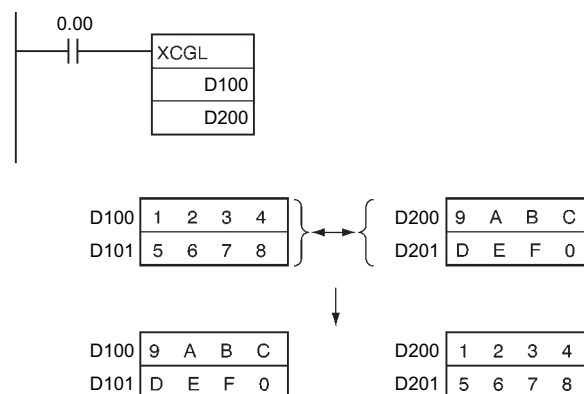 0.00
XCGL
D100
D200
D100 1 2 3 4 D200 9 A B C
D101 5 6 7 8 D201 D E F 0
D100 9 A B C D200 1 2 3 4
D101 D E F 0 D201 5 6 7 8